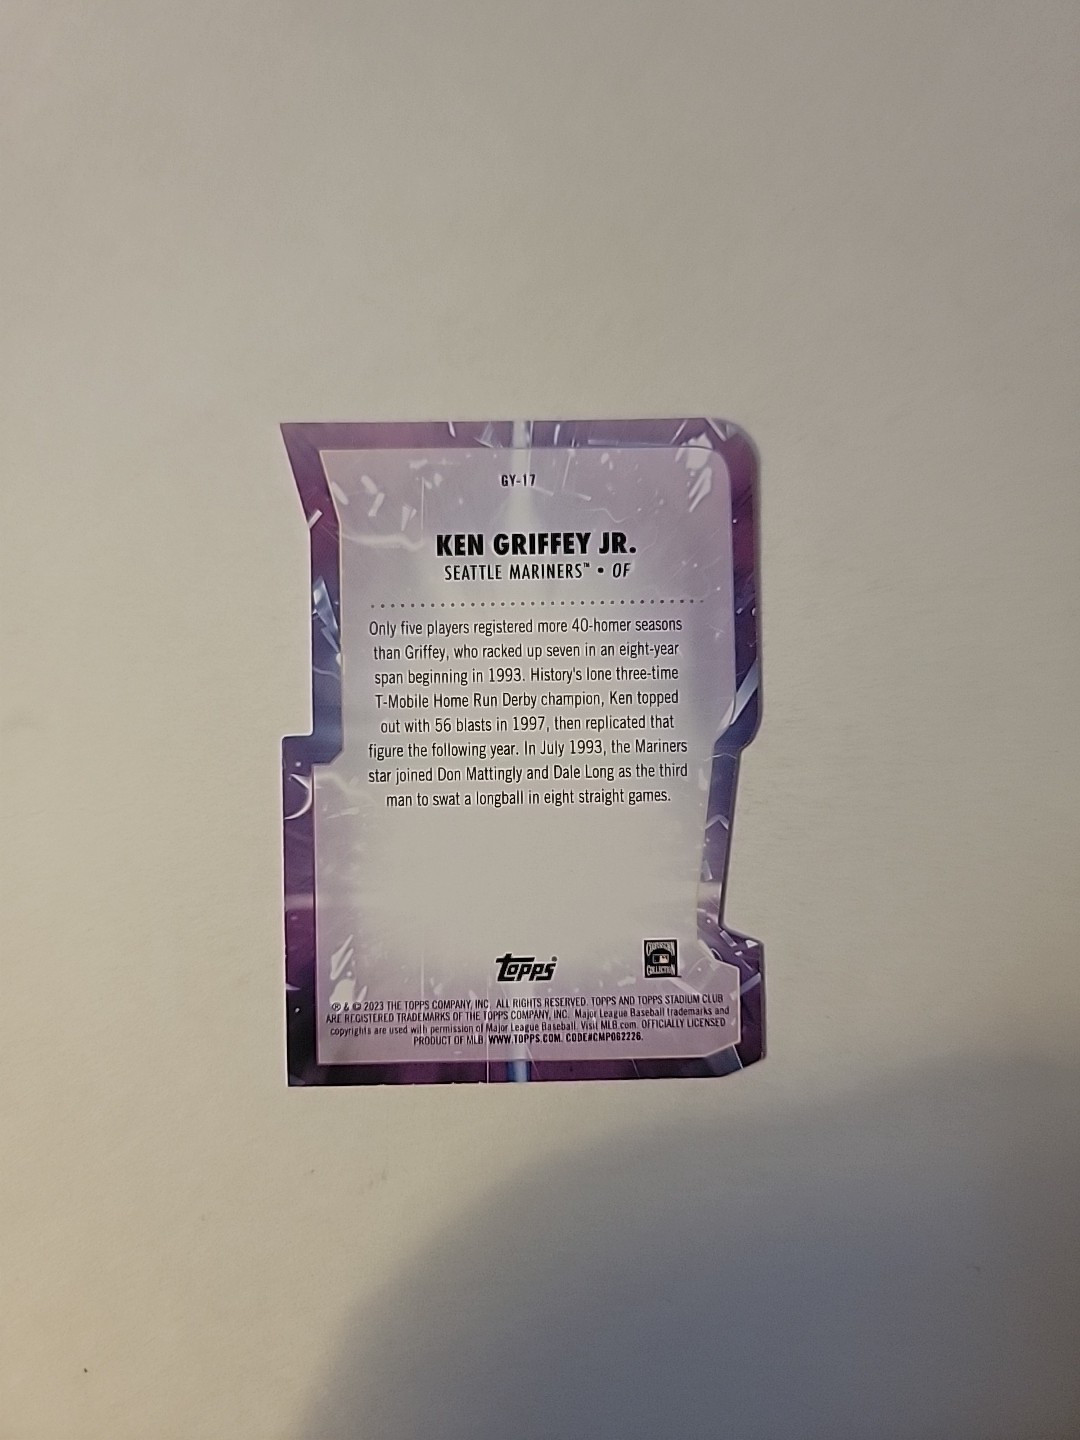 GY-17
KEN GRIFFEY JR.
SEATTLE MARINERS™ • OF
Only five players registered more 40-homer seasons
than Griffey, who racked up seven in an eight-year
span beginning in 1993. History's lone three-time
T-Mobile Home Run Derby champion, Ken topped
out with 56 blasts in 1997, then replicated that
figure the following year. In July 1993, the Mariners
star joined Don Mattingly and Dale Long as the third
man to swat a longball in eight straight games.
Topps®
COOPERSTOWN
COLLECTION
℗ & © 2023 THE TOPPS COMPANY, INC. ALL RIGHTS RESERVED. TOPPS AND TOPPS STADIUM CLUB
ARE REGISTERED TRADEMARKS OF THE TOPPS COMPANY, INC. Major League Baseball trademarks and
copyrights are used with permission of Major League Baseball. Visit MLB.com. OFFICIALLY LICENSED
PRODUCT OF MLB. WWW.TOPPS.COM. CODE#CMP062226.